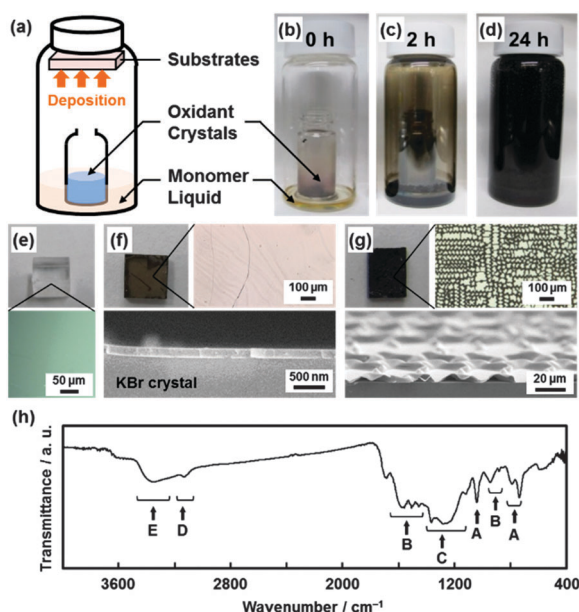 (a)
Substrates
Deposition
Oxidant
Crystals
Monomer
Liquid
(b)
0 h
(c)
2 h
(d)
24 h
(e)
50 µm
(f)
100 µm
KBr crystal
500 nm
(g)
100 µm
20 µm
(h)
Transmittance / a. u.
E
D
B
C
A
B
A
3600
2800
2000
1200
400
Wavenumber / cm⁻¹